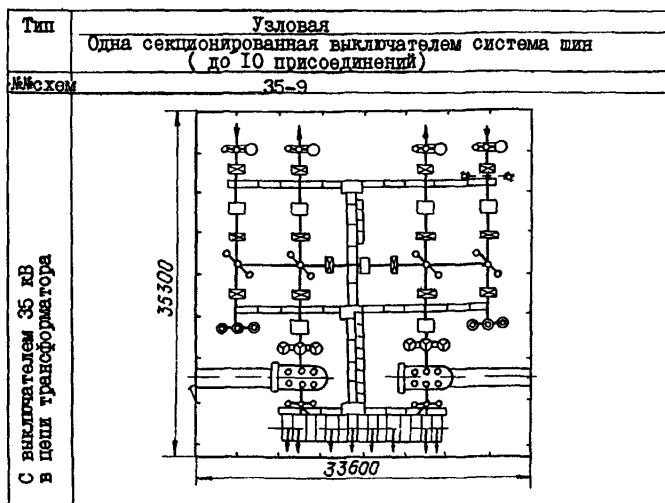 Тип
Узловая
Одна секционированная выключателем система шин
( до 10 присоединений)
№№схем
35-9
С выключателем 35 кВ
в цепи трансформатора
35300
33600